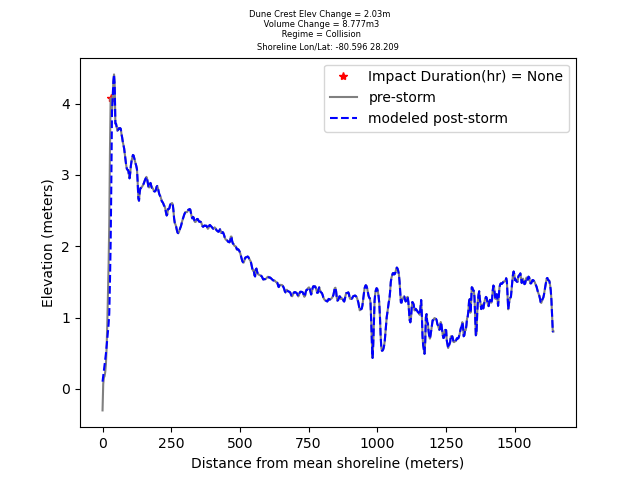 Dune Crest Elev Change = 2.03m
Volume Change = 8.777m3
Regime = Collision
Shoreline Lon/Lat: -80.596 28.209
Impact Duration(hr) = None
pre-storm
modeled post-storm
Elevation (meters)
4
3
2
1
0
0 250 500 750 1000 1250 1500
Distance from mean shoreline (meters)